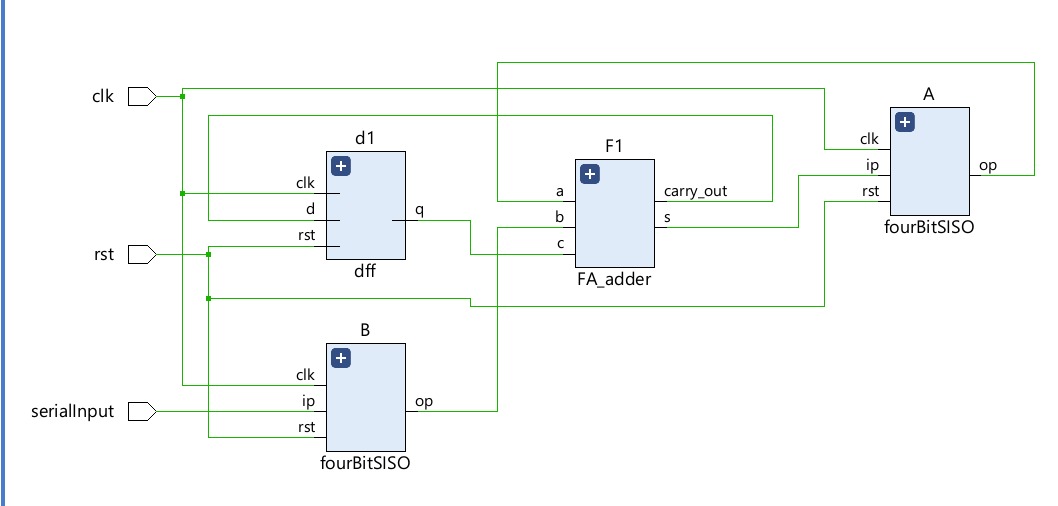 clk
rst
serialInput
d1
clk
d
rst
q
dff
B
clk
ip
rst
op
fourBitSISO
F1
a
b
c
carry_out
s
FA_adder
A
clk
ip
rst
op
fourBitSISO